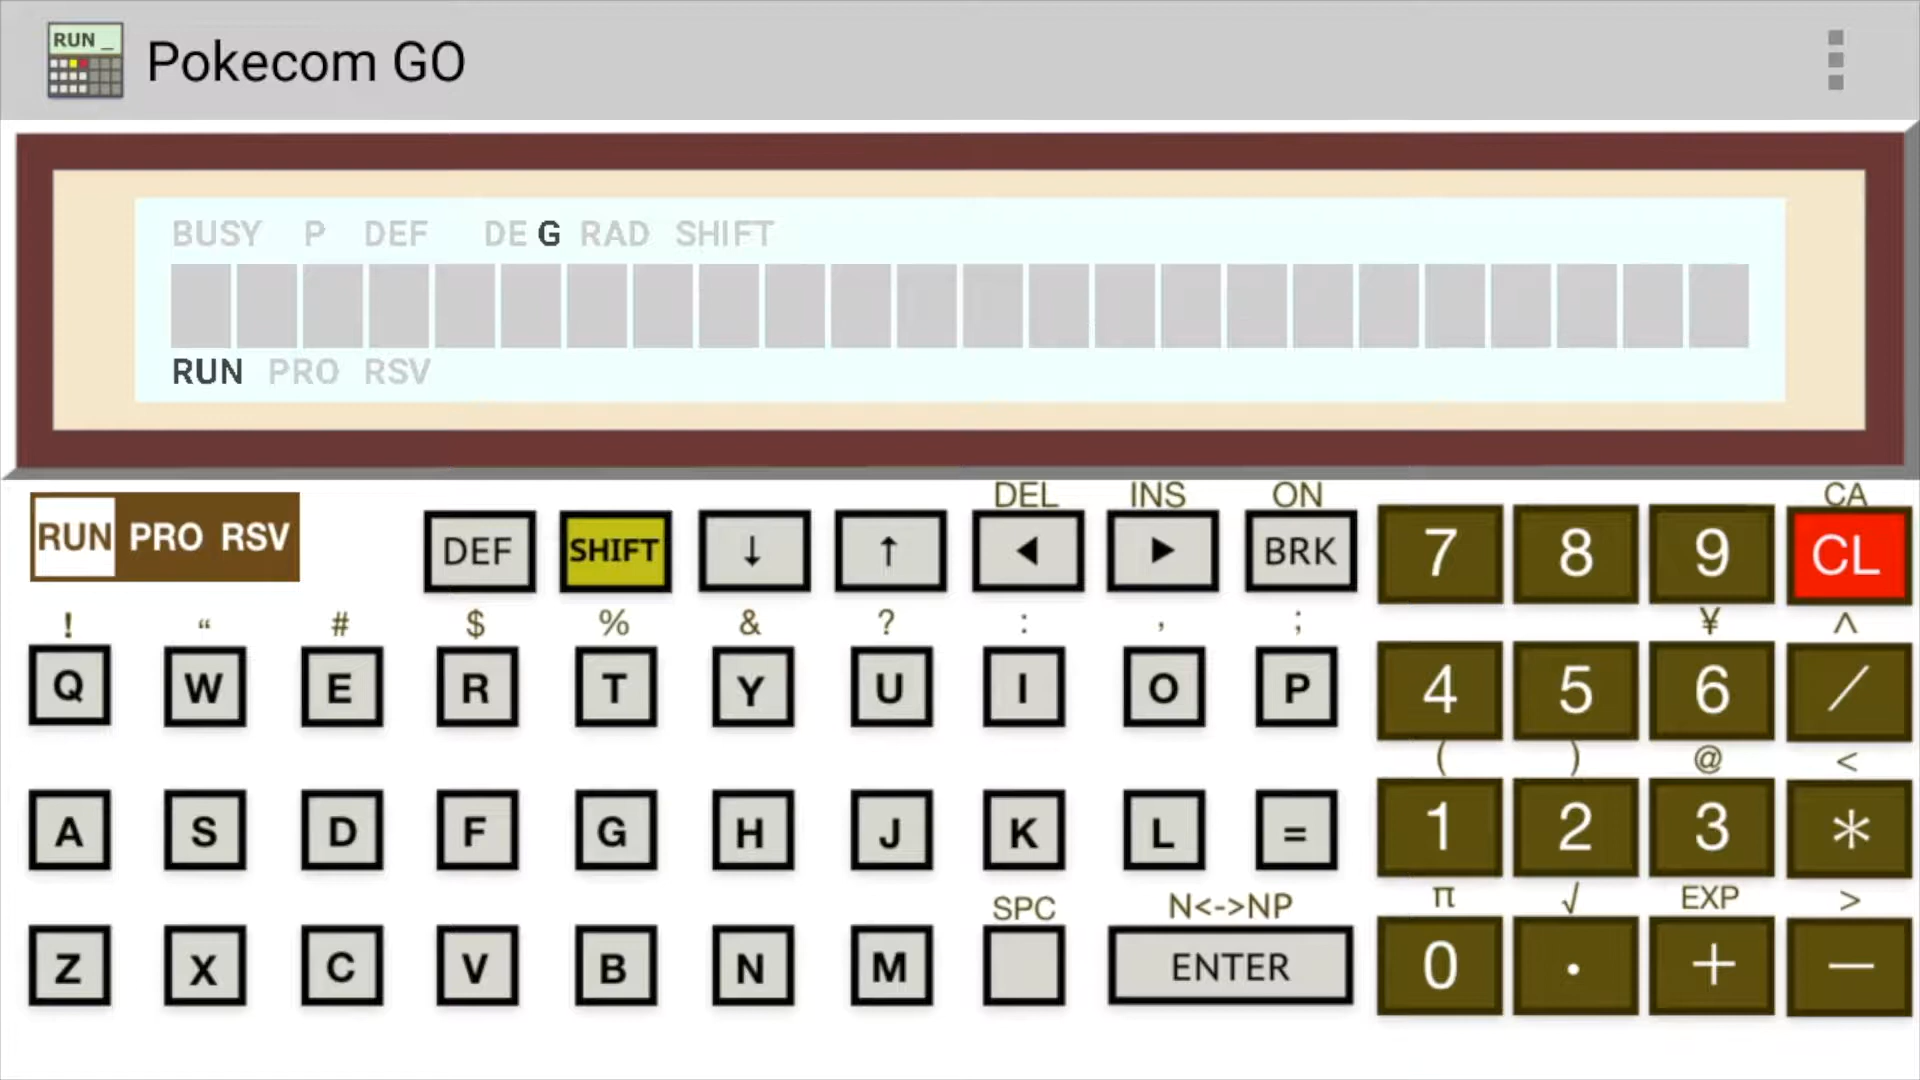 RUN _
Pokecom GO
BUSY P DEF DE G RAD SHIFT
RUN PRO RSV
RUN PRO RSV
DEL INS ON CA
DEF SHIFT ↓ ↑ ◀ ▶ BRK 7 8 9 CL
! “ # $ % & ? : , ; ¥ ^
Q W E R T Y U I O P 4 5 6 /
( ) @ <
A S D F G H J K L = 1 2 3 *
SPC N<->NP π √ EXP >
Z X C V B N M ENTER 0 . + −